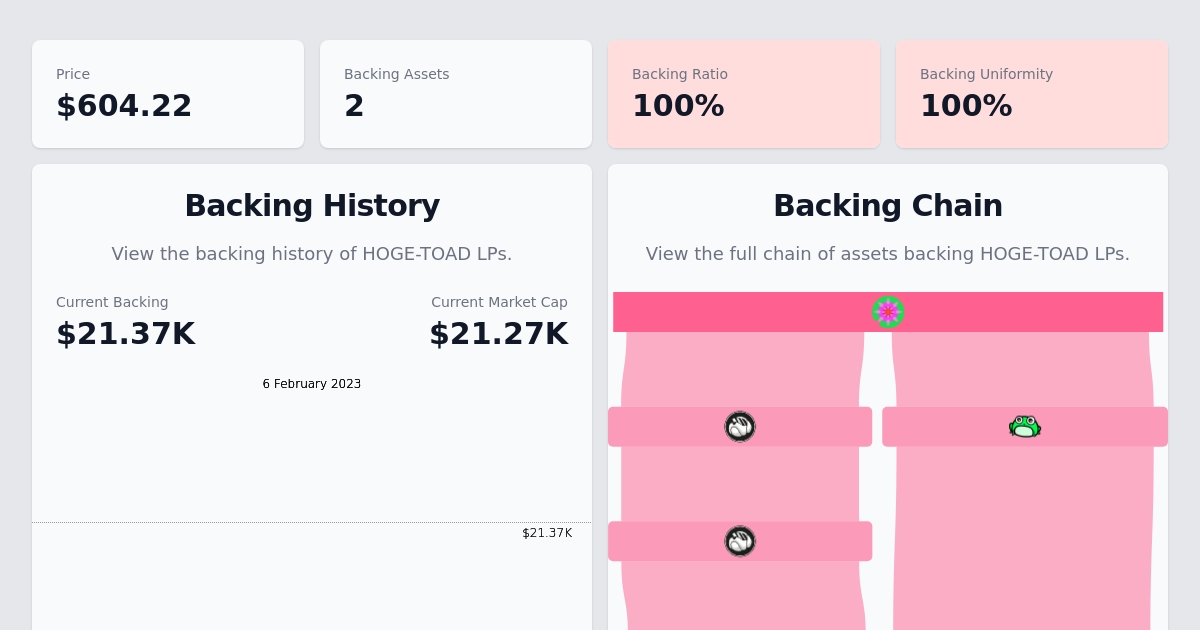 Price
$604.22
Backing Assets
2
Backing Ratio
100%
Backing Uniformity
100%
Backing History
View the backing history of HOGE-TOAD LPs.
Current Backing
$21.37K
Current Market Cap
$21.27K
6 February 2023
$21.37K
Backing Chain
View the full chain of assets backing HOGE-TOAD LPs.